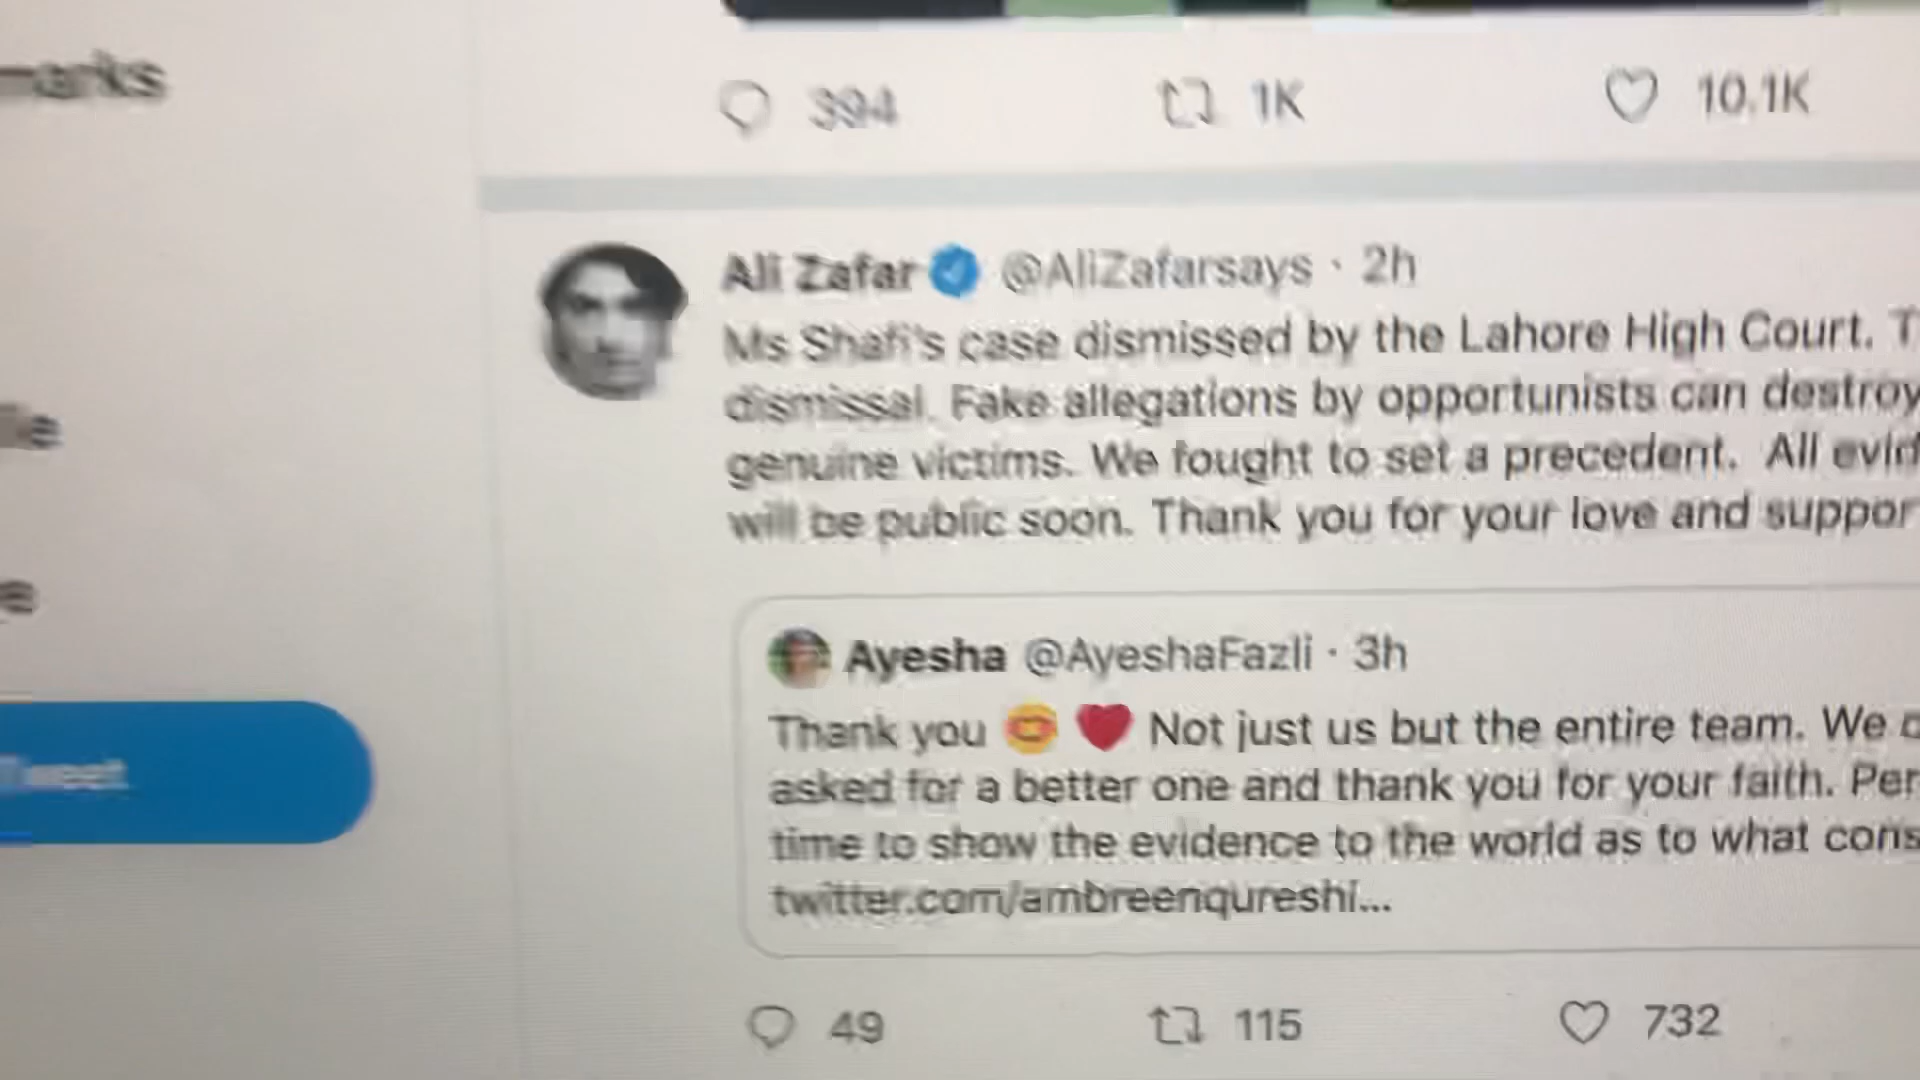 marks
394 1K 10.1K
Ali Zafar @AliZafarsays · 2h
Ms Shafi's case dismissed by the Lahore High Court. T
dismissal. Fake allegations by opportunists can destroy
genuine victims. We fought to set a precedent. All evid
will be public soon. Thank you for your love and suppor
Ayesha @AyeshaFazli · 3h
Thank you Not just us but the entire team. We
asked for a better one and thank you for your faith. Per
time to show the evidence to the world as to what cons
twitter.com/ambreenqureshi...
Tweet
49 115 732